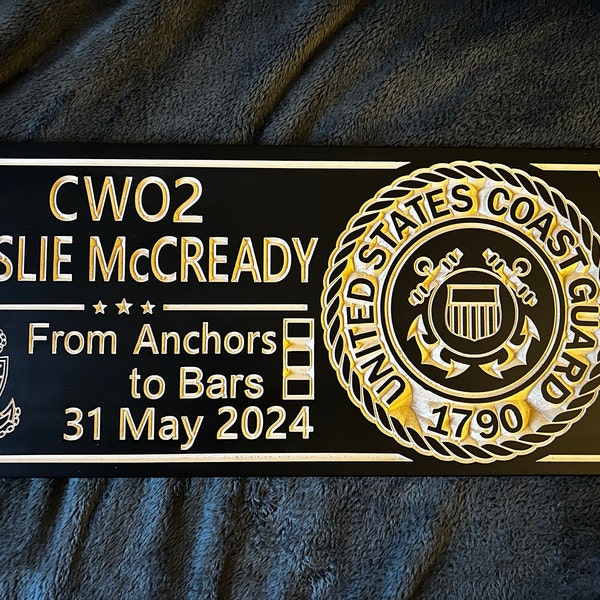 CWO2
SLIE McCREADY
From Anchors
to Bars
31 May 2024
UNITED STATES COAST GUARD
1790